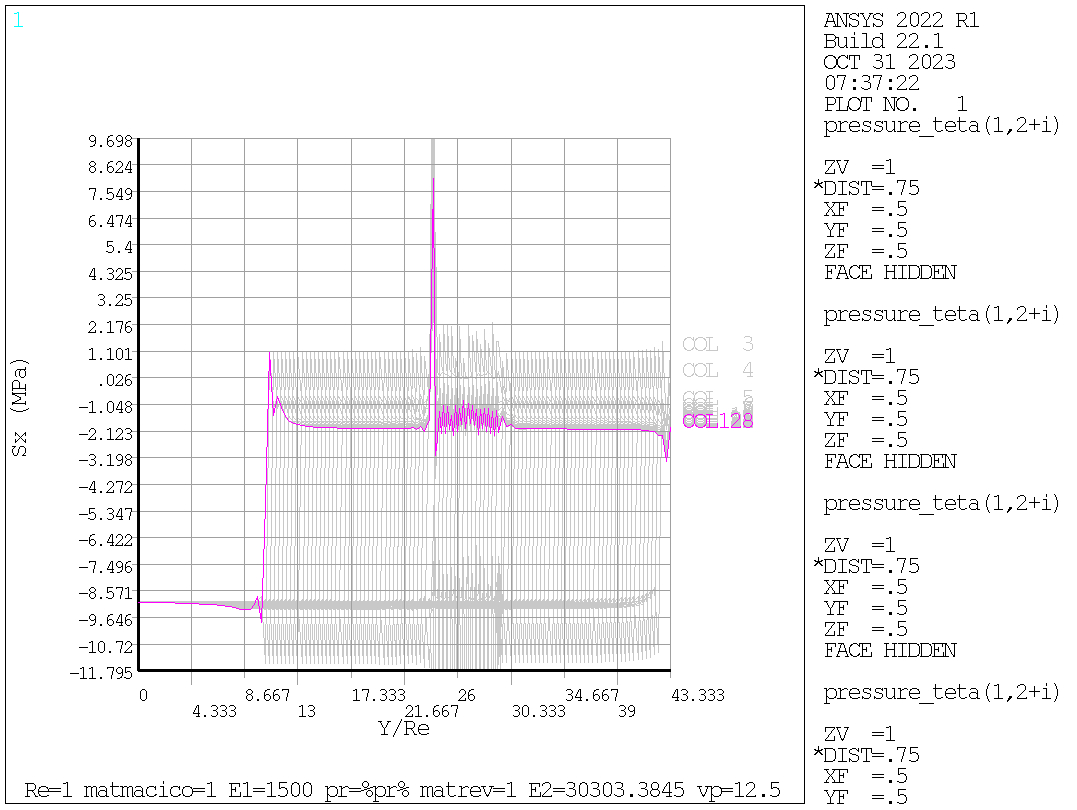 1
ANSYS 2022 R1
Build 22.1
OCT 31 2023
07:37:22
PLOT NO. 1
pressure_teta(1,2+i)
ZV =1
*DIST=.75
XF =.5
YF =.5
ZF =.5
FACE HIDDEN
pressure_teta(1,2+i)
ZV =1
*DIST=.75
XF =.5
YF =.5
ZF =.5
FACE HIDDEN
pressure_teta(1,2+i)
ZV =1
*DIST=.75
XF =.5
YF =.5
ZF =.5
FACE HIDDEN
pressure_teta(1,2+i)
ZV =1
*DIST=.75
XF =.5
YF =.5
Sx (MPa)
9.698
8.624
7.549
6.474
5.4
4.325
3.25
2.176
1.101
.026
-1.048
-2.123
-3.198
-4.272
-5.347
-6.422
-7.496
-8.571
-9.646
-10.72
-11.795
COL 3
COL 4
COL 5
COL128
0 8.667 17.333 26 34.667 43.333
4.333 13 21.667 30.333 39
Y/Re
Re=1 matmacico=1 E1=1500 pr=%pr% matrev=1 E2=30303.3845 vp=12.5